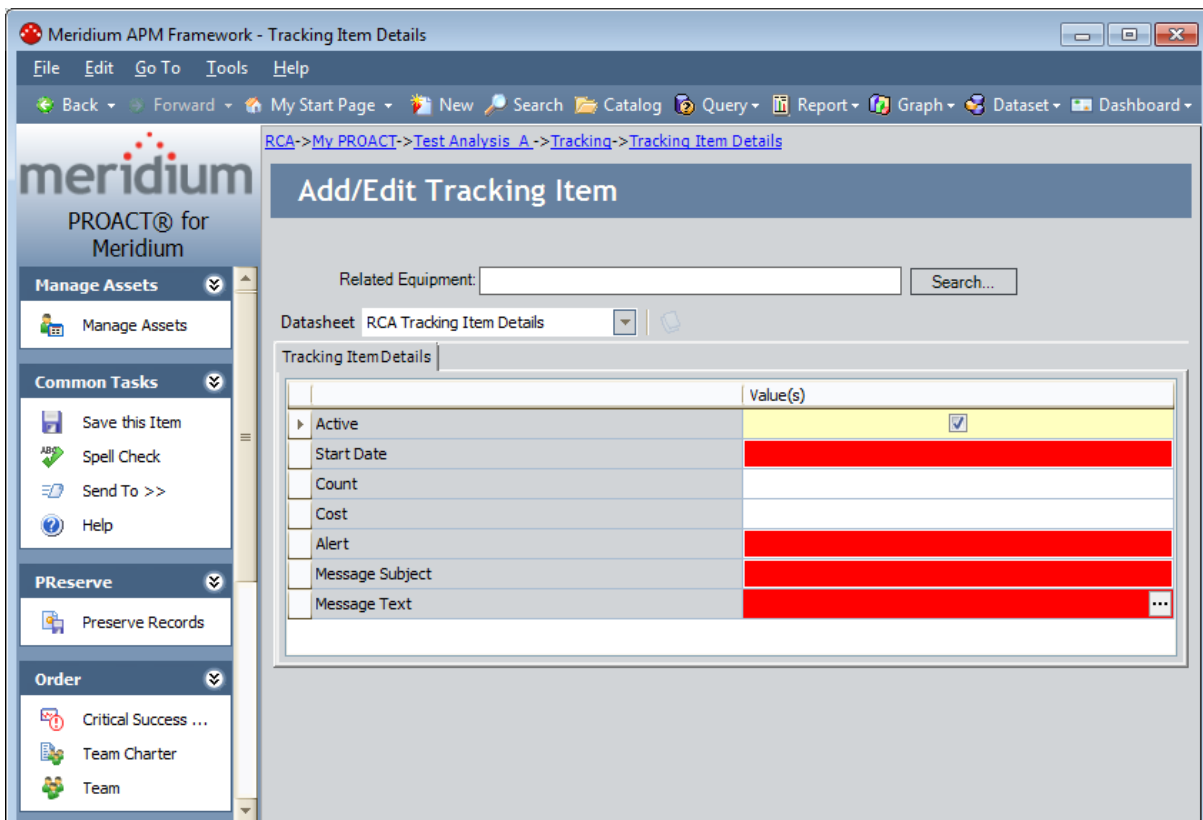 Meridium APM Framework - Tracking Item Details
File Edit Go To Tools Help
Back Forward My Start Page New Search Catalog Query Report Graph Dataset Dashboard
RCA->My PROACT->Test Analysis A ->Tracking->Tracking Item Details
meridium
PROACT® for
Meridium
Add/Edit Tracking Item
Manage Assets
Manage Assets
Common Tasks
Save this Item
ABC
Spell Check
Send To >>
Help
PReserve
Preserve Records
Order
Critical Success ...
Team Charter
Team
Related Equipment: Search...
Datasheet RCA Tracking Item Details
Tracking Item Details
Value(s)
Active
Start Date
Count
Cost
Alert
Message Subject
Message Text ...